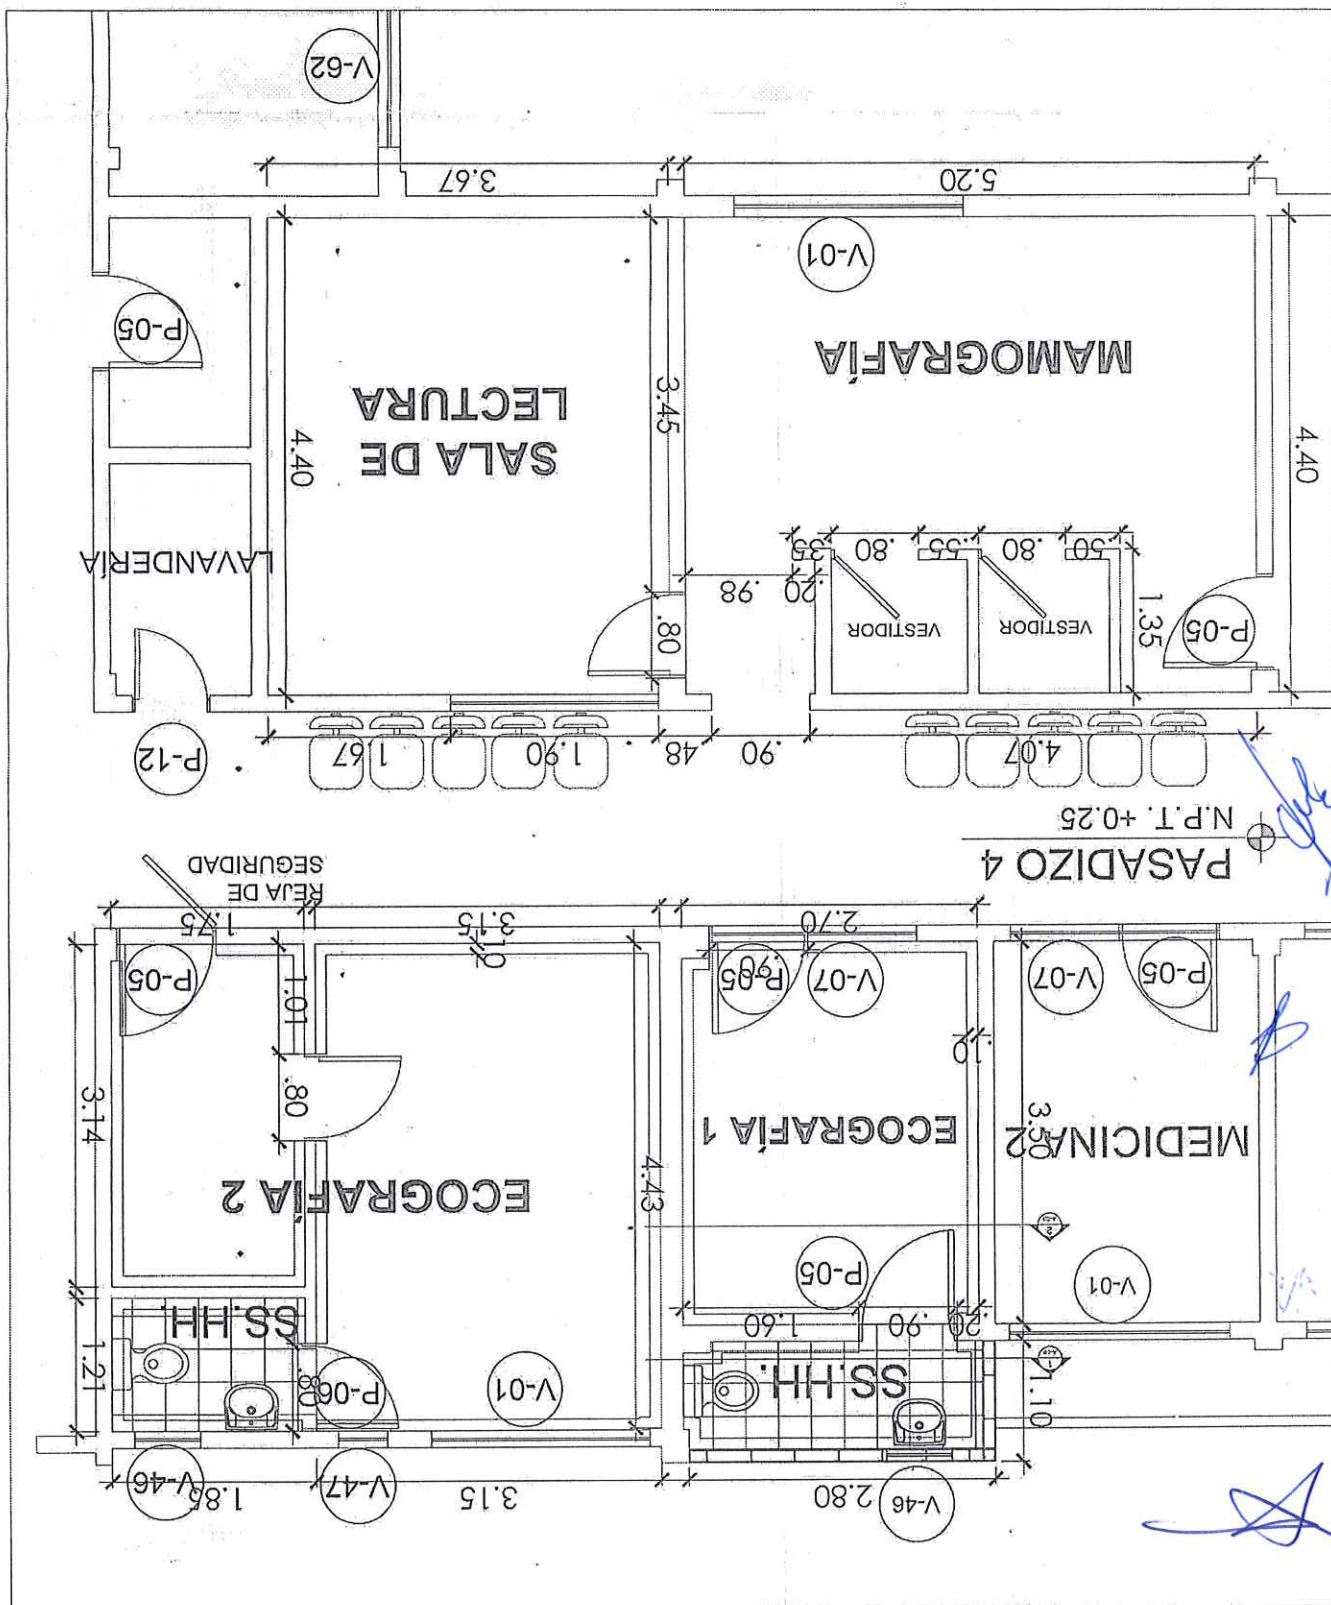 V-46
2.80
3.15
V-47
1.85
V-46
1.10
SS.HH.
V-01
P-06
.80
SS.HH.
1.21
.20
.90
1.60
V-01
P-05
MEDICINA 2
3.50
ECOGRAFÍA 1
4.43
ECOGRAFÍA 2
3.14
.80
1.01
P-05
V-07
.10
V-07
P-05
.90
.10
P-05
2.70
3.15
1.75
REJA DE
SEGURIDAD
PASADIZO 4
N.P.T. +0.25
4.07
.90
.48
1.90
1.67
P-12
P-05
1.35
VESTIDOR
VESTIDOR
.80
.50
.80
.55
.80
.35
.20
.98
LAVANDERÍA
4.40
MAMOGRAFÍA
3.45
SALA DE
LECTURA
4.40
P-05
V-01
5.20
3.67
V-62